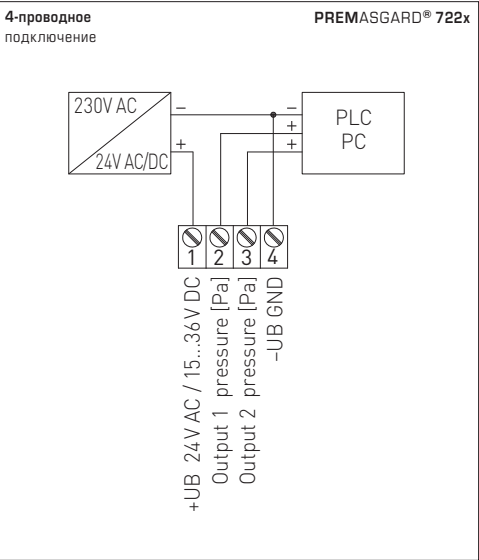 4-проводное
подключение
PREMASGARD® 722x
230V AC
24V AC/DC
–
+
–
+
+
PLC
PC
1 2 3 4
+UB 24V AC / 15...36V DC
Output 1 pressure [Pa]
Output 2 pressure [Pa]
–UB GND